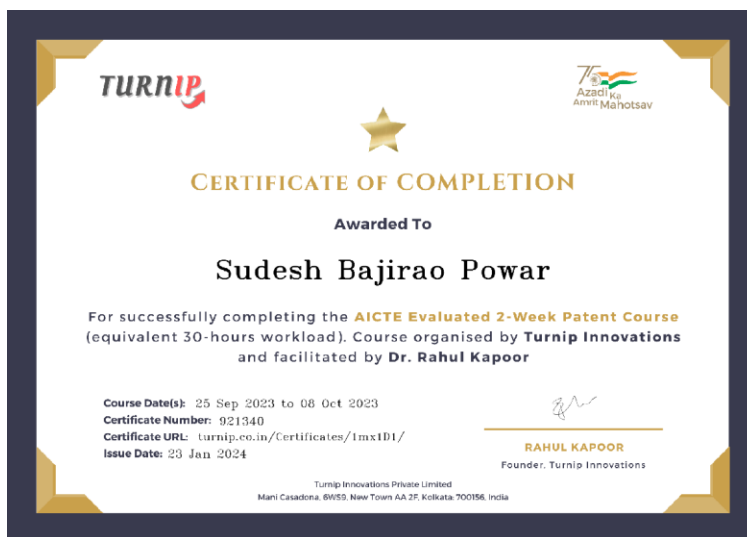 TURNIP
75
Azadi Ka
Amrit Mahotsav
CERTIFICATE OF COMPLETION
Awarded To
Sudesh Bajirao Powar
For successfully completing the AICTE Evaluated 2-Week Patent Course
(equivalent 30-hours workload). Course organised by Turnip Innovations
and facilitated by Dr. Rahul Kapoor
Course Date(s): 25 Sep 2023 to 08 Oct 2023
Certificate Number: 921340
Certificate URL: turnip.co.in/Certificates/1mx1D1/
Issue Date: 23 Jan 2024
RAHUL KAPOOR
Founder, Turnip Innovations
Turnip Innovations Private Limited
Mani Casadona, 6WS9, New Town AA 2F, Kolkata: 700156, India